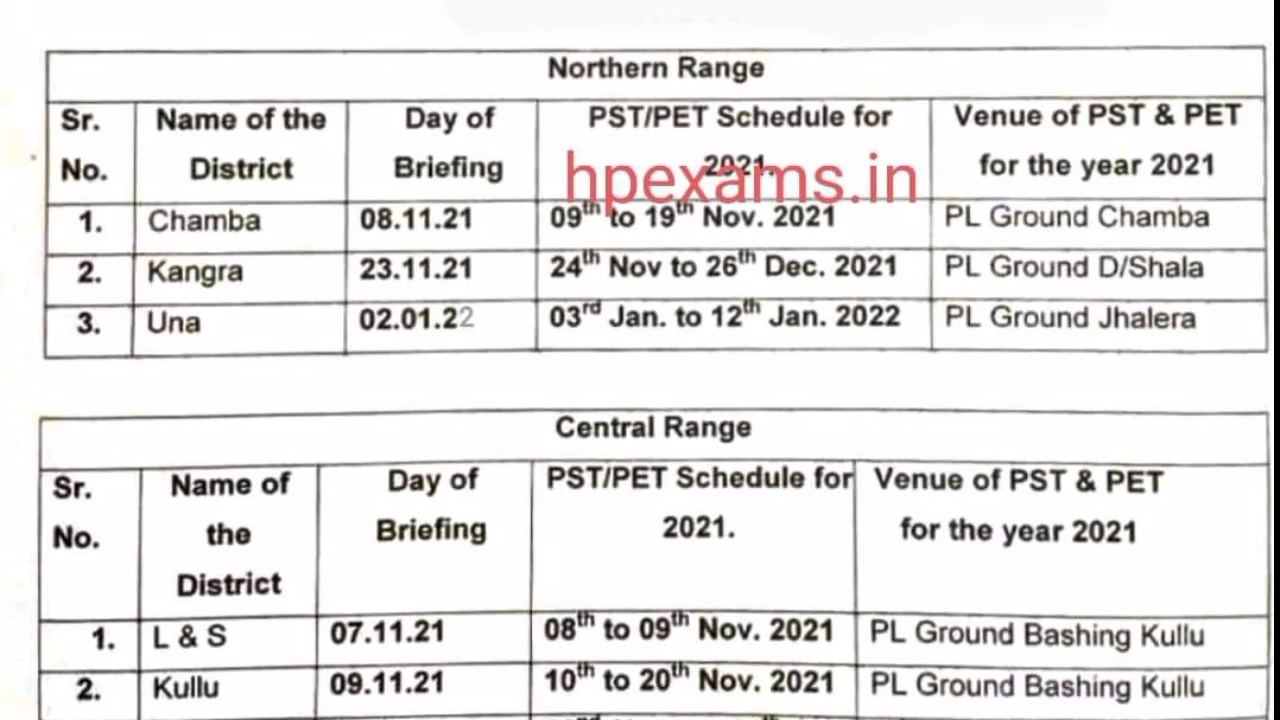 Northern Range
Sr. No. Name of the District Day of Briefing PST/PET Schedule for 2021. Venue of PST & PET for the year 2021
hpexams.in
1. Chamba 08.11.21 09th to 19th Nov. 2021 PL Ground Chamba
2. Kangra 23.11.21 24th Nov to 26th Dec. 2021 PL Ground D/Shala
3. Una 02.01.22 03rd Jan. to 12th Jan. 2022 PL Ground Jhalera
Central Range
Sr. No. Name of the District Day of Briefing PST/PET Schedule for 2021. Venue of PST & PET for the year 2021
1. L & S 07.11.21 08th to 09th Nov. 2021 PL Ground Bashing Kullu
2. Kullu 09.11.21 10th to 20th Nov. 2021 PL Ground Bashing Kullu